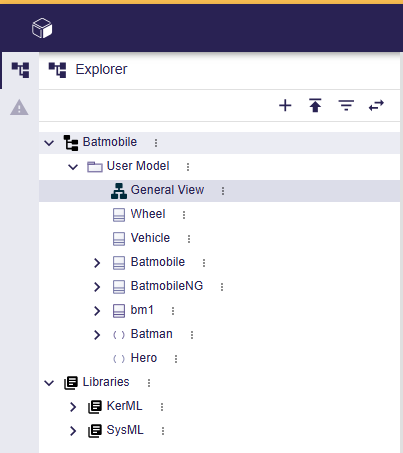 Explorer
Batmobile
User Model
General View
Wheel
Vehicle
Batmobile
BatmobileNG
bm1
Batman
Hero
Libraries
KerML
SysML